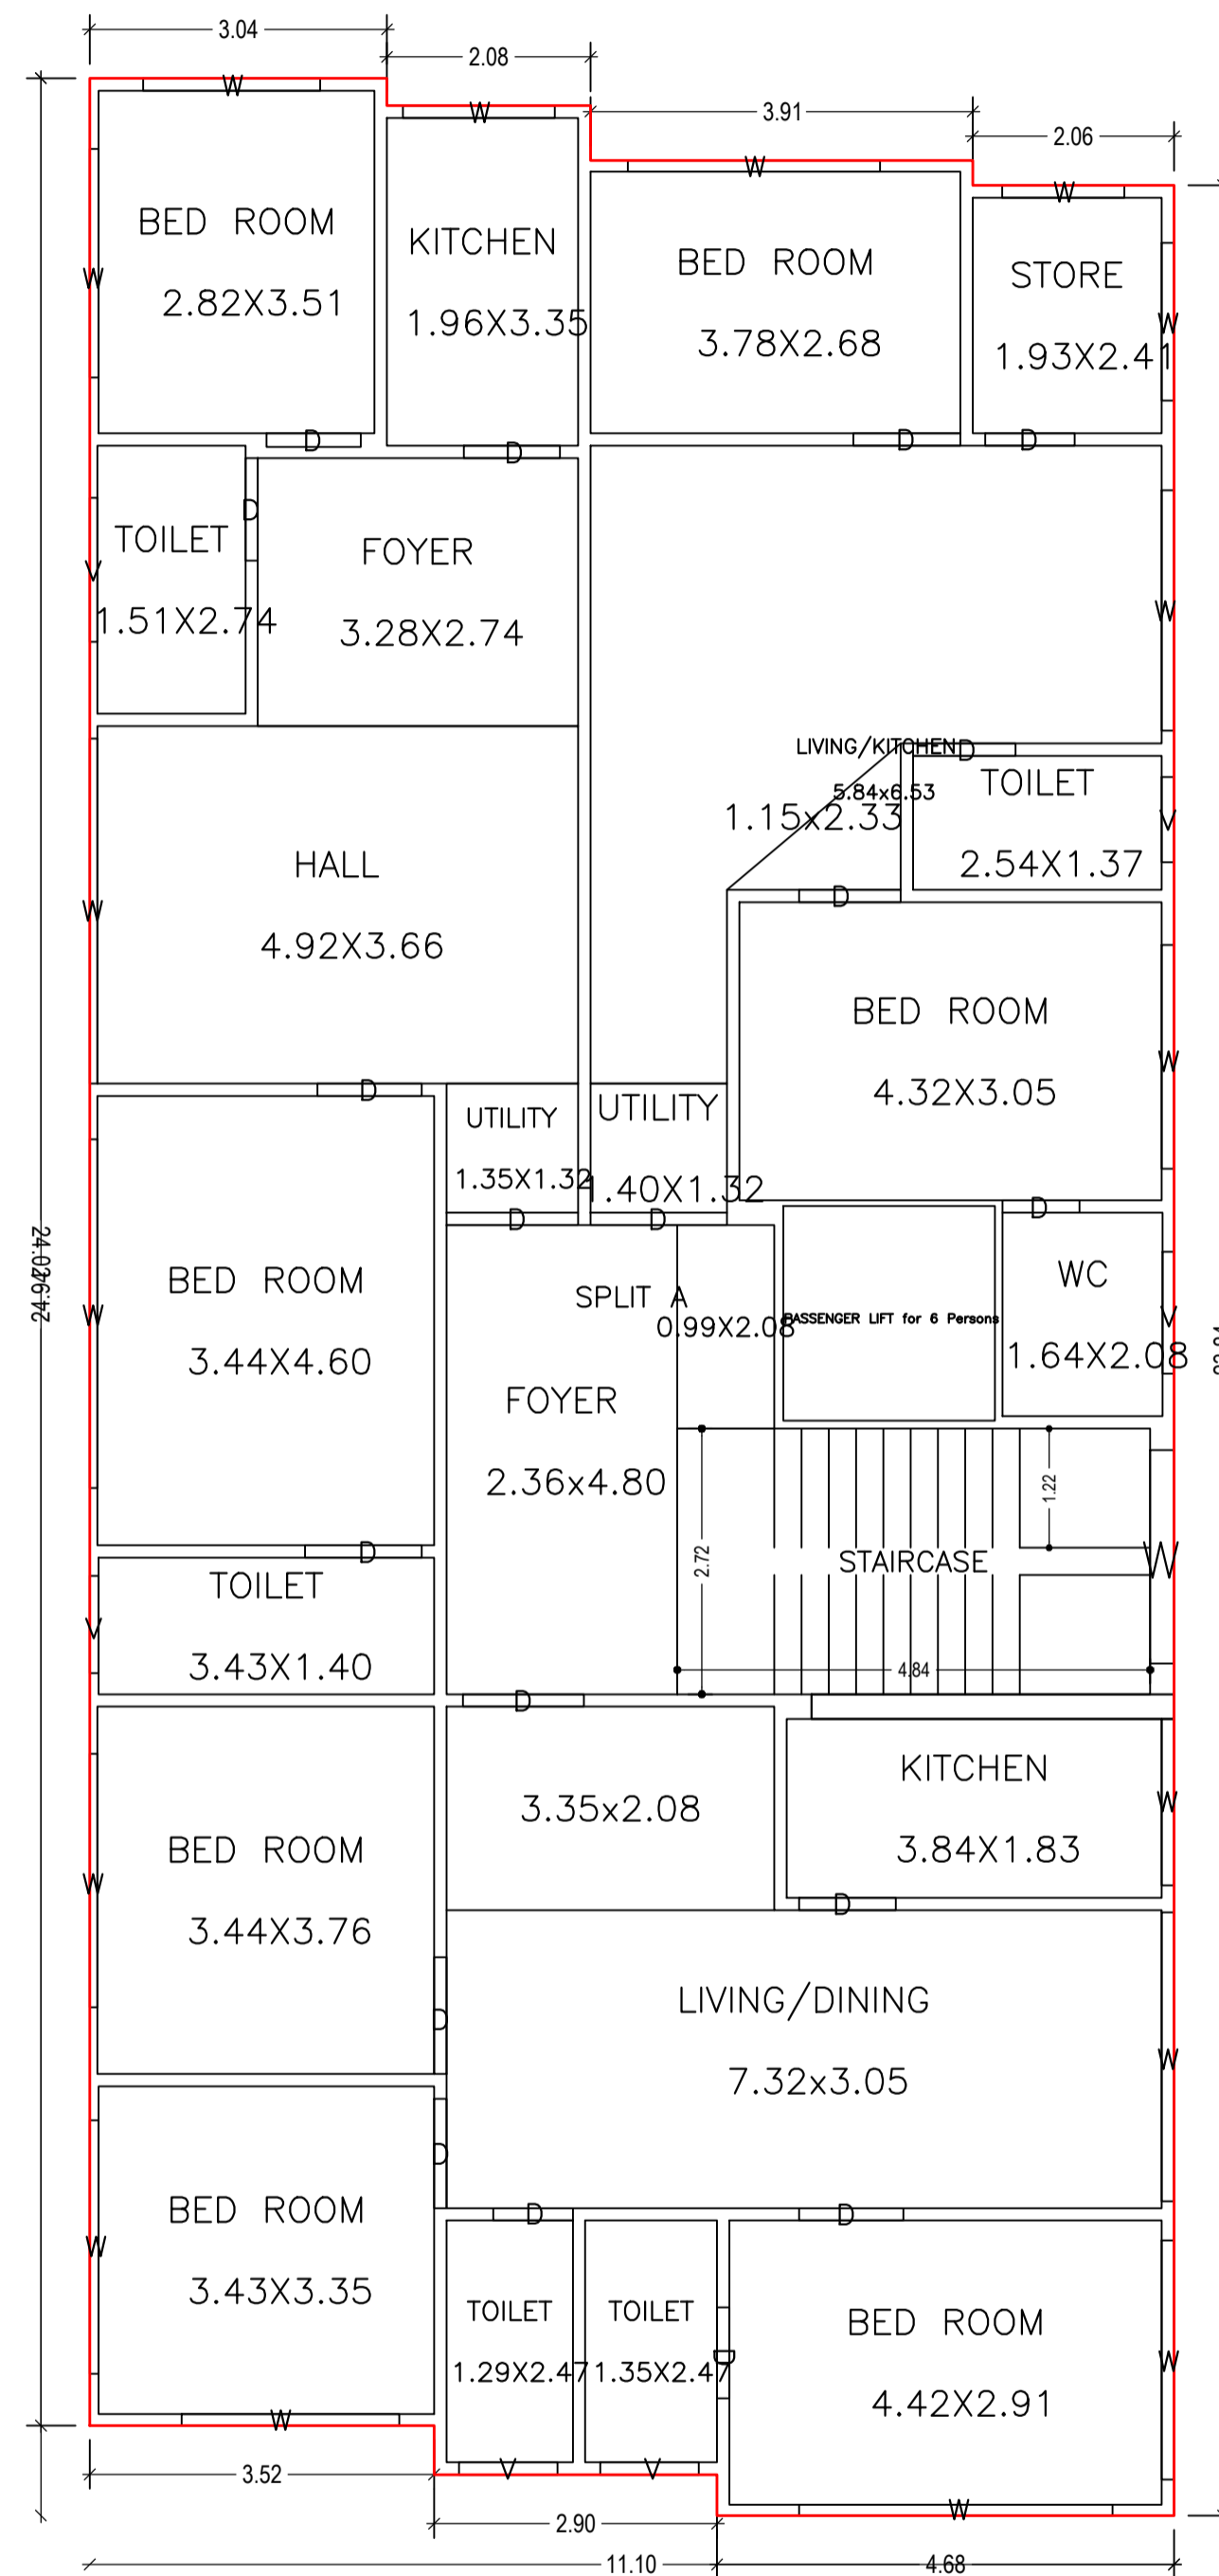 3.04
2.08
3.91
2.06
W
W
W
W
BED ROOM
2.82X3.51
KITCHEN
1.96X3.35
BED ROOM
3.78X2.68
STORE
1.93X2.41
W
W
D
D
D
D
D
TOILET
1.51X2.74
V
FOYER
3.28X2.74
W
LIVING/KITCHEN
5.84x6.53
1.15x2.33
D
TOILET
2.54X1.37
V
HALL
4.92X3.66
W
D
BED ROOM
4.32X3.05
W
D
UTILITY
1.35X1.32
UTILITY
1.40X1.32
D
D
D
24.94
BED ROOM
3.44X4.60
W
SPLIT A
0.99X2.08
PASSENGER LIFT for 6 Persons
WC
1.64X2.08
V
FOYER
2.36x4.80
2.72
1.22
STAIRCASE
W
4.84
D
TOILET
3.43X1.40
V
D
3.35x2.08
KITCHEN
3.84X1.83
W
D
BED ROOM
3.44X3.76
W
D
LIVING/DINING
7.32x3.05
W
D
BED ROOM
3.43X3.35
W
W
D
D
TOILET
1.29X2.47
TOILET
1.35X2.47
D
BED ROOM
4.42X2.91
W
V
V
W
3.52
2.90
11.10
4.68